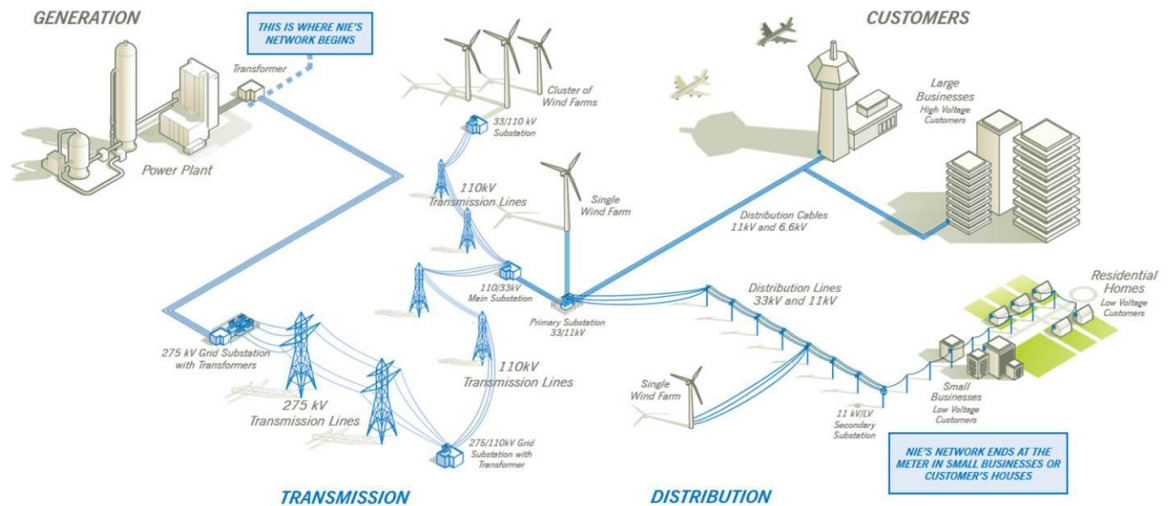 GENERATION
THIS IS WHERE NIE'S
NETWORK BEGINS
CUSTOMERS
Transformer
Power Plant
Cluster of
Wind Farms
33/110 kV
Substation
Large
Businesses
High Voltage
Customers
110kV
Transmission Lines
Single
Wind Farm
Distribution Cables
11kV and 6.6kV
110/33kV
Main Substation
Primary Substation
33/11kV
Distribution Lines
33kV and 11kV
Residential
Homes
Low Voltage
Customers
275 kV Grid Substation
with Transformers
110kV
Transmission Lines
275 kV
Transmission Lines
Single
Wind Farm
Small
Businesses
Low Voltage
Customers
11 kV/LV
Secondary
Substation
275/110kV Grid
Substation with
Transformer
NIE'S NETWORK ENDS AT THE
METER IN SMALL BUSINESSES OR
CUSTOMER'S HOUSES
TRANSMISSION
DISTRIBUTION